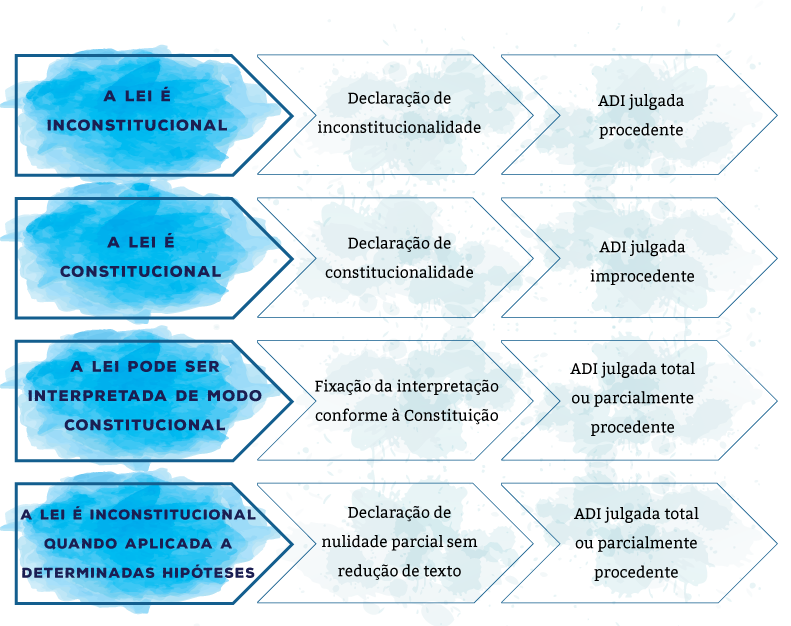 A LEI É
INCONSTITUCIONAL
Declaração de
inconstitucionalidade
ADI julgada
procedente
A LEI É
CONSTITUCIONAL
Declaração de
constitucionalidade
ADI julgada
improcedente
A LEI PODE SER
INTERPRETADA DE MODO
CONSTITUCIONAL
Fixação da interpretação
conforme à Constituição
ADI julgada total
ou parcialmente
procedente
A LEI É INCONSTITUCIONAL
QUANDO APLICADA A
DETERMINADAS HIPÓTESES
Declaração de
nulidade parcial sem
redução de texto
ADI julgada total
ou parcialmente
procedente